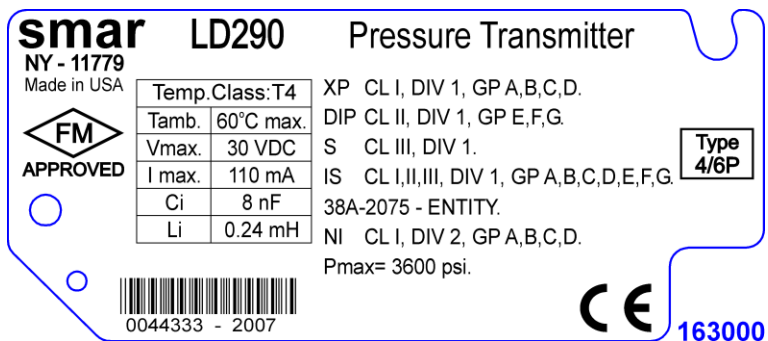 smar LD290 Pressure Transmitter
NY - 11779
Made in USA
FM
APPROVED
Temp.Class:T4
Tamb. 60°C max.
Vmax. 30 VDC
I max. 110 mA
Ci 8 nF
Li 0.24 mH
XP CL I, DIV 1, GP A,B,C,D.
DIP CL II, DIV 1, GP E,F,G.
S CL III, DIV 1.
IS CL I,II,III, DIV 1, GP A,B,C,D,E,F,G.
38A-2075 - ENTITY.
NI CL I, DIV 2, GP A,B,C,D.
Pmax= 3600 psi.
Type
4/6P
0044333 - 2007
CE
163000